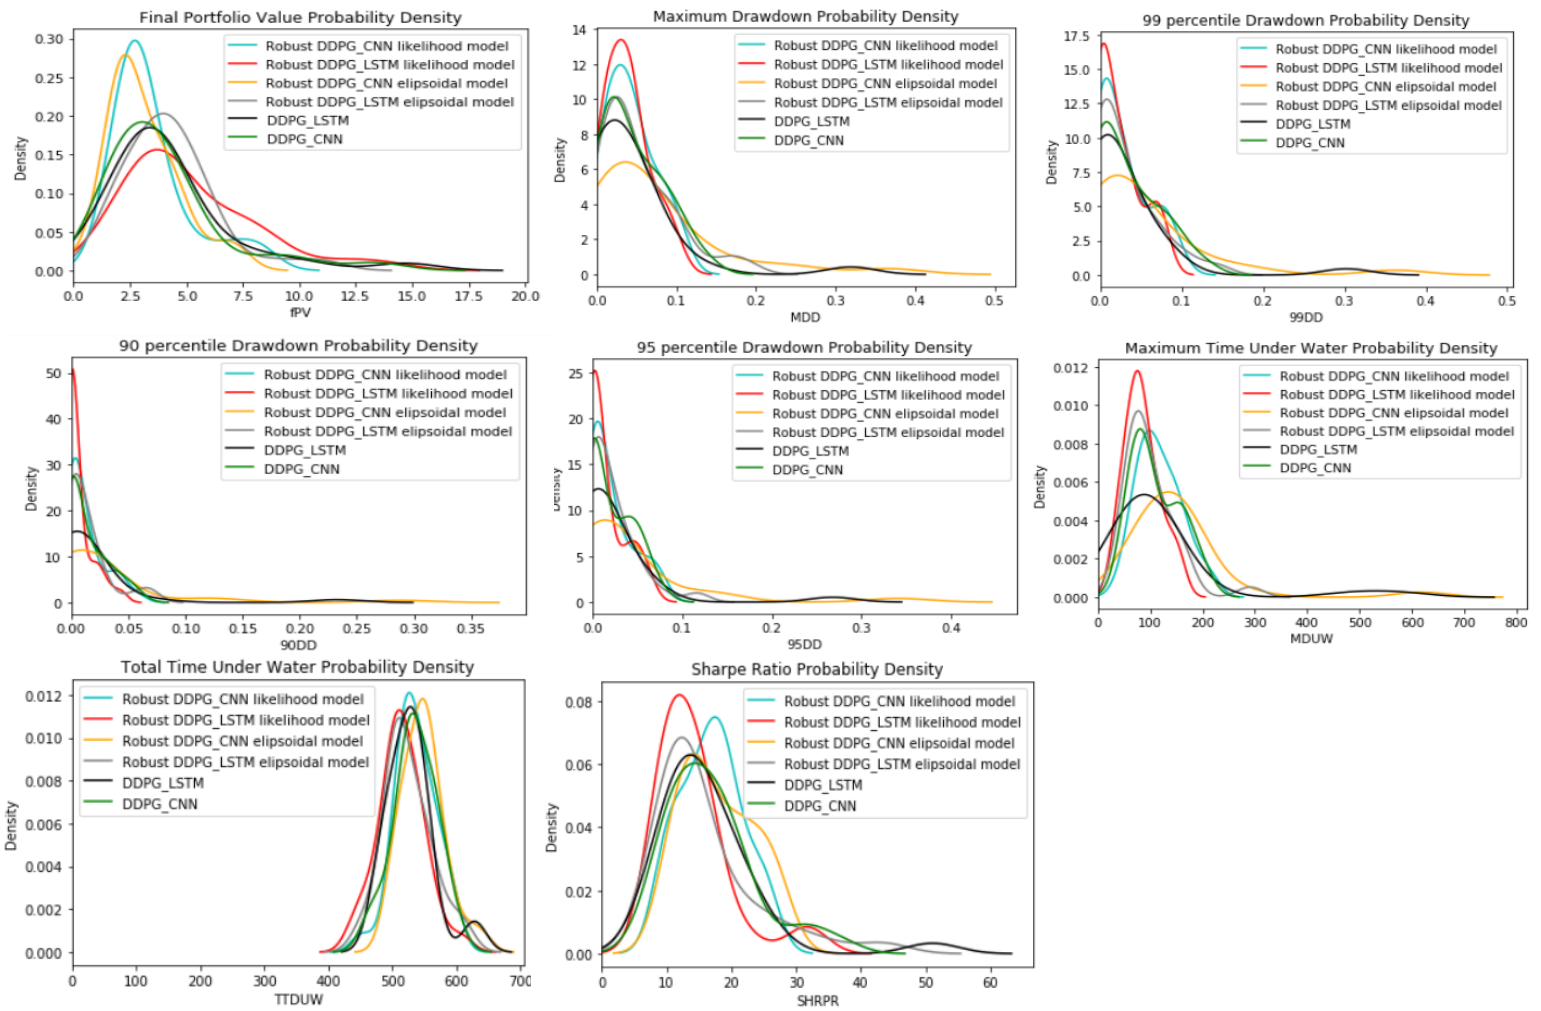 Final Portfolio Value Probability Density
Robust DDPG_CNN likelihood model
Robust DDPG_LSTM likelihood model
Robust DDPG_CNN elipsoidal model
Robust DDPG_LSTM elipsoidal model
DDPG_LSTM
DDPG_CNN
Density
0.30
0.25
0.20
0.15
0.10
0.05
0.00
0.0 2.5 5.0 7.5 10.0 12.5 15.0 17.5 20.0
fPV
Maximum Drawdown Probability Density
Robust DDPG_CNN likelihood model
Robust DDPG_LSTM likelihood model
Robust DDPG_CNN elipsoidal model
Robust DDPG_LSTM elipsoidal model
DDPG_LSTM
DDPG_CNN
Density
14
12
10
8
6
4
2
0
0.0 0.1 0.2 0.3 0.4 0.5
MDD
99 percentile Drawdown Probability Density
Robust DDPG_CNN likelihood model
Robust DDPG_LSTM likelihood model
Robust DDPG_CNN elipsoidal model
Robust DDPG_LSTM elipsoidal model
DDPG_LSTM
DDPG_CNN
Density
17.5
15.0
12.5
10.0
7.5
5.0
2.5
0.0
0.0 0.1 0.2 0.3 0.4 0.5
99DD
90 percentile Drawdown Probability Density
Robust DDPG_CNN likelihood model
Robust DDPG_LSTM likelihood model
Robust DDPG_CNN elipsoidal model
Robust DDPG_LSTM elipsoidal model
DDPG_LSTM
DDPG_CNN
Density
50
40
30
20
10
0
0.00 0.05 0.10 0.15 0.20 0.25 0.30 0.35
90DD
95 percentile Drawdown Probability Density
Robust DDPG_CNN likelihood model
Robust DDPG_LSTM likelihood model
Robust DDPG_CNN elipsoidal model
Robust DDPG_LSTM elipsoidal model
DDPG_LSTM
DDPG_CNN
Density
25
20
15
10
5
0
0.0 0.1 0.2 0.3 0.4
95DD
Maximum Time Under Water Probability Density
Robust DDPG_CNN likelihood model
Robust DDPG_LSTM likelihood model
Robust DDPG_CNN elipsoidal model
Robust DDPG_LSTM elipsoidal model
DDPG_LSTM
DDPG_CNN
Density
0.012
0.010
0.008
0.006
0.004
0.002
0.000
0 100 200 300 400 500 600 700 800
MDUW
Total Time Under Water Probability Density
Robust DDPG_CNN likelihood model
Robust DDPG_LSTM likelihood model
Robust DDPG_CNN elipsoidal model
Robust DDPG_LSTM elipsoidal model
DDPG_LSTM
DDPG_CNN
Density
0.012
0.010
0.008
0.006
0.004
0.002
0.000
0 100 200 300 400 500 600 700
TTDUW
Sharpe Ratio Probability Density
Robust DDPG_CNN likelihood model
Robust DDPG_LSTM likelihood model
Robust DDPG_CNN elipsoidal model
Robust DDPG_LSTM elipsoidal model
DDPG_LSTM
DDPG_CNN
Density
0.08
0.06
0.04
0.02
0.00
0 10 20 30 40 50 60
SHRPR